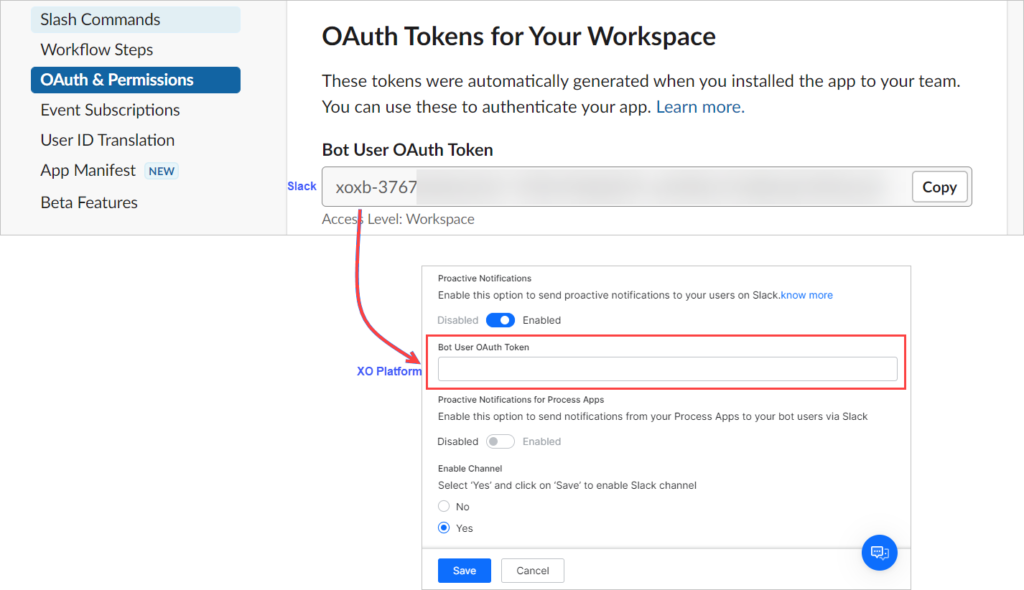 Slash Commands
Workflow Steps
OAuth & Permissions
Event Subscriptions
User ID Translation
App Manifest NEW
Beta Features
OAuth Tokens for Your Workspace
These tokens were automatically generated when you installed the app to your team.
You can use these to authenticate your app. Learn more.
Bot User OAuth Token
Slack
xoxb-3767
Copy
Access Level: Workspace
Proactive Notifications
Enable this option to send proactive notifications to your users on Slack.know more
Disabled Enabled
Bot User OAuth Token
XO Platform
Proactive Notifications for Process Apps
Enable this option to send notifications from your Process Apps to your bot users via Slack
Disabled Enabled
Enable Channel
Select ‘Yes’ and click on ‘Save’ to enable Slack channel
No
Yes
Save Cancel